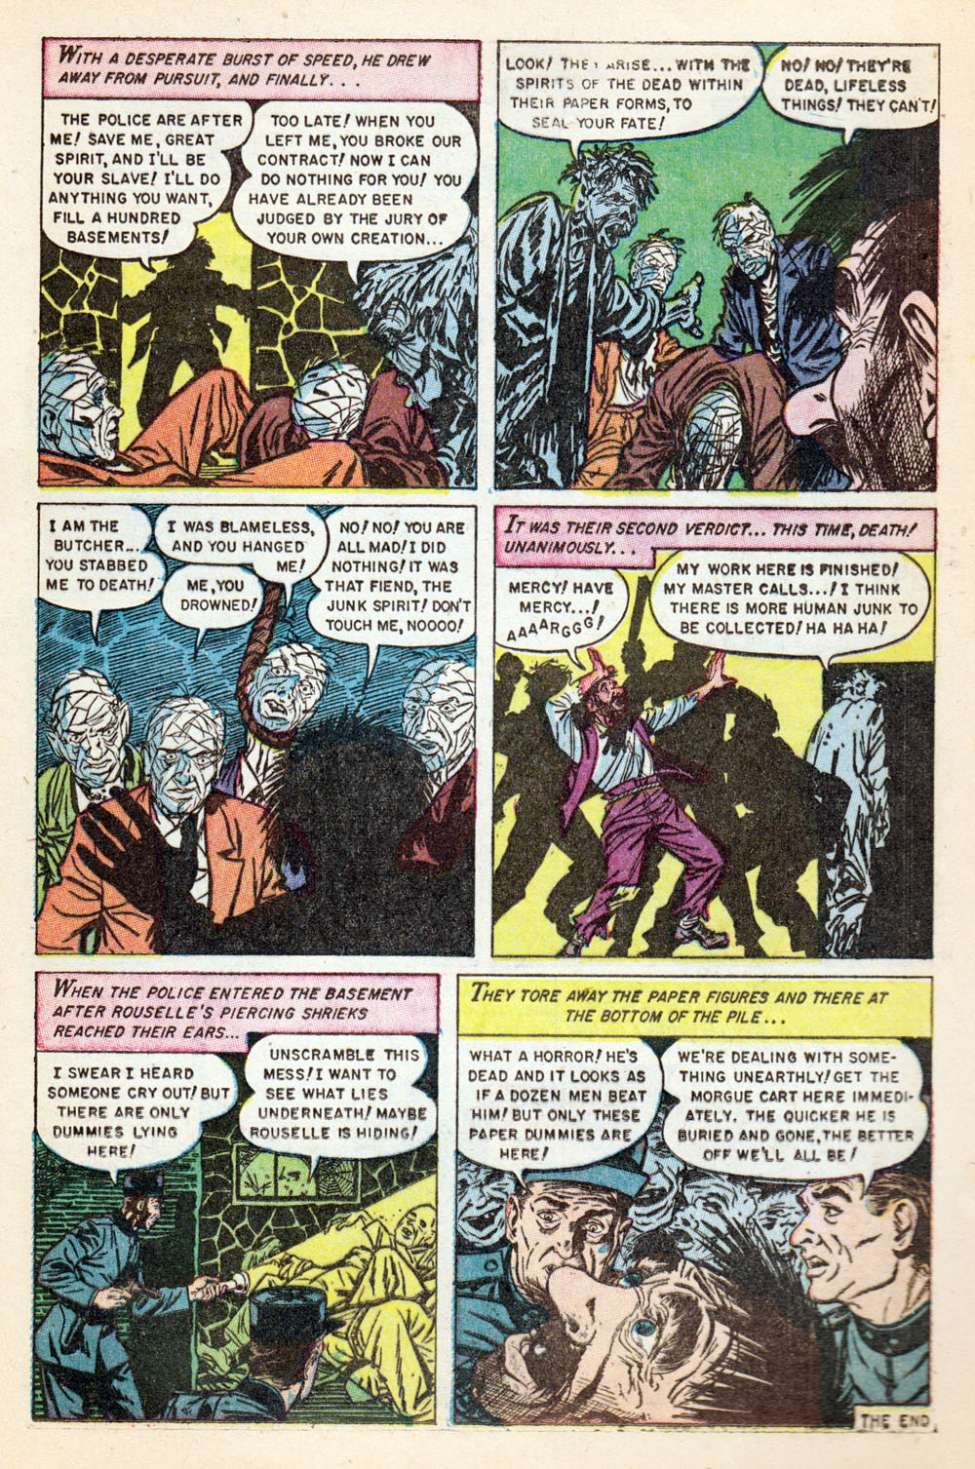 WITH A DESPERATE BURST OF SPEED, HE DREW
AWAY FROM PURSUIT, AND FINALLY...
THE POLICE ARE AFTER
ME! SAVE ME, GREAT
SPIRIT, AND I'LL BE
YOUR SLAVE! I'LL DO
ANYTHING YOU WANT,
FILL A HUNDRED
BASEMENTS!
TOO LATE! WHEN YOU
LEFT ME, YOU BROKE OUR
CONTRACT! NOW I CAN
DO NOTHING FOR YOU! YOU
HAVE ALREADY BEEN
JUDGED BY THE JURY OF
YOUR OWN CREATION...
LOOK! THEY ARISE... WITH THE
SPIRITS OF THE DEAD WITHIN
THEIR PAPER FORMS, TO
SEAL YOUR FATE!
NO! NO! THEY'RE
DEAD, LIFELESS
THINGS! THEY CAN'T!
I AM THE
BUTCHER...
YOU STABBED
ME TO DEATH!
ME, YOU
DROWNED!
I WAS BLAMELESS,
AND YOU HANGED
ME!
NO! NO! YOU ARE
ALL MAD! I DID
NOTHING! IT WAS
THAT FIEND, THE
JUNK SPIRIT! DON'T
TOUCH ME, NOOOO!
IT WAS THEIR SECOND VERDICT... THIS TIME, DEATH!
UNANIMOUSLY...
MERCY! HAVE
MERCY...!
AAAARGGG!
MY WORK HERE IS FINISHED!
MY MASTER CALLS...! I THINK
THERE IS MORE HUMAN JUNK TO
BE COLLECTED! HA HA HA!
WHEN THE POLICE ENTERED THE BASEMENT
AFTER ROUSELLE'S PIERCING SHRIEKS
REACHED THEIR EARS...
I SWEAR I HEARD
SOMEONE CRY OUT! BUT
THERE ARE ONLY
DUMMIES LYING
HERE!
UNSCRAMBLE THIS
MESS! I WANT TO
SEE WHAT LIES
UNDERNEATH! MAYBE
ROUSELLE IS HIDING!
THEY TORE AWAY THE PAPER FIGURES AND THERE AT
THE BOTTOM OF THE PILE...
WHAT A HORROR! HE'S
DEAD AND IT LOOKS AS
IF A DOZEN MEN BEAT
HIM! BUT ONLY THESE
PAPER DUMMIES ARE
HERE!
WE'RE DEALING WITH SOME-
THING UNEARTHLY! GET THE
MORGUE CART HERE IMMEDI-
ATELY. THE QUICKER HE IS
BURIED AND GONE, THE BETTER
OFF WE'LL ALL BE!
THE END